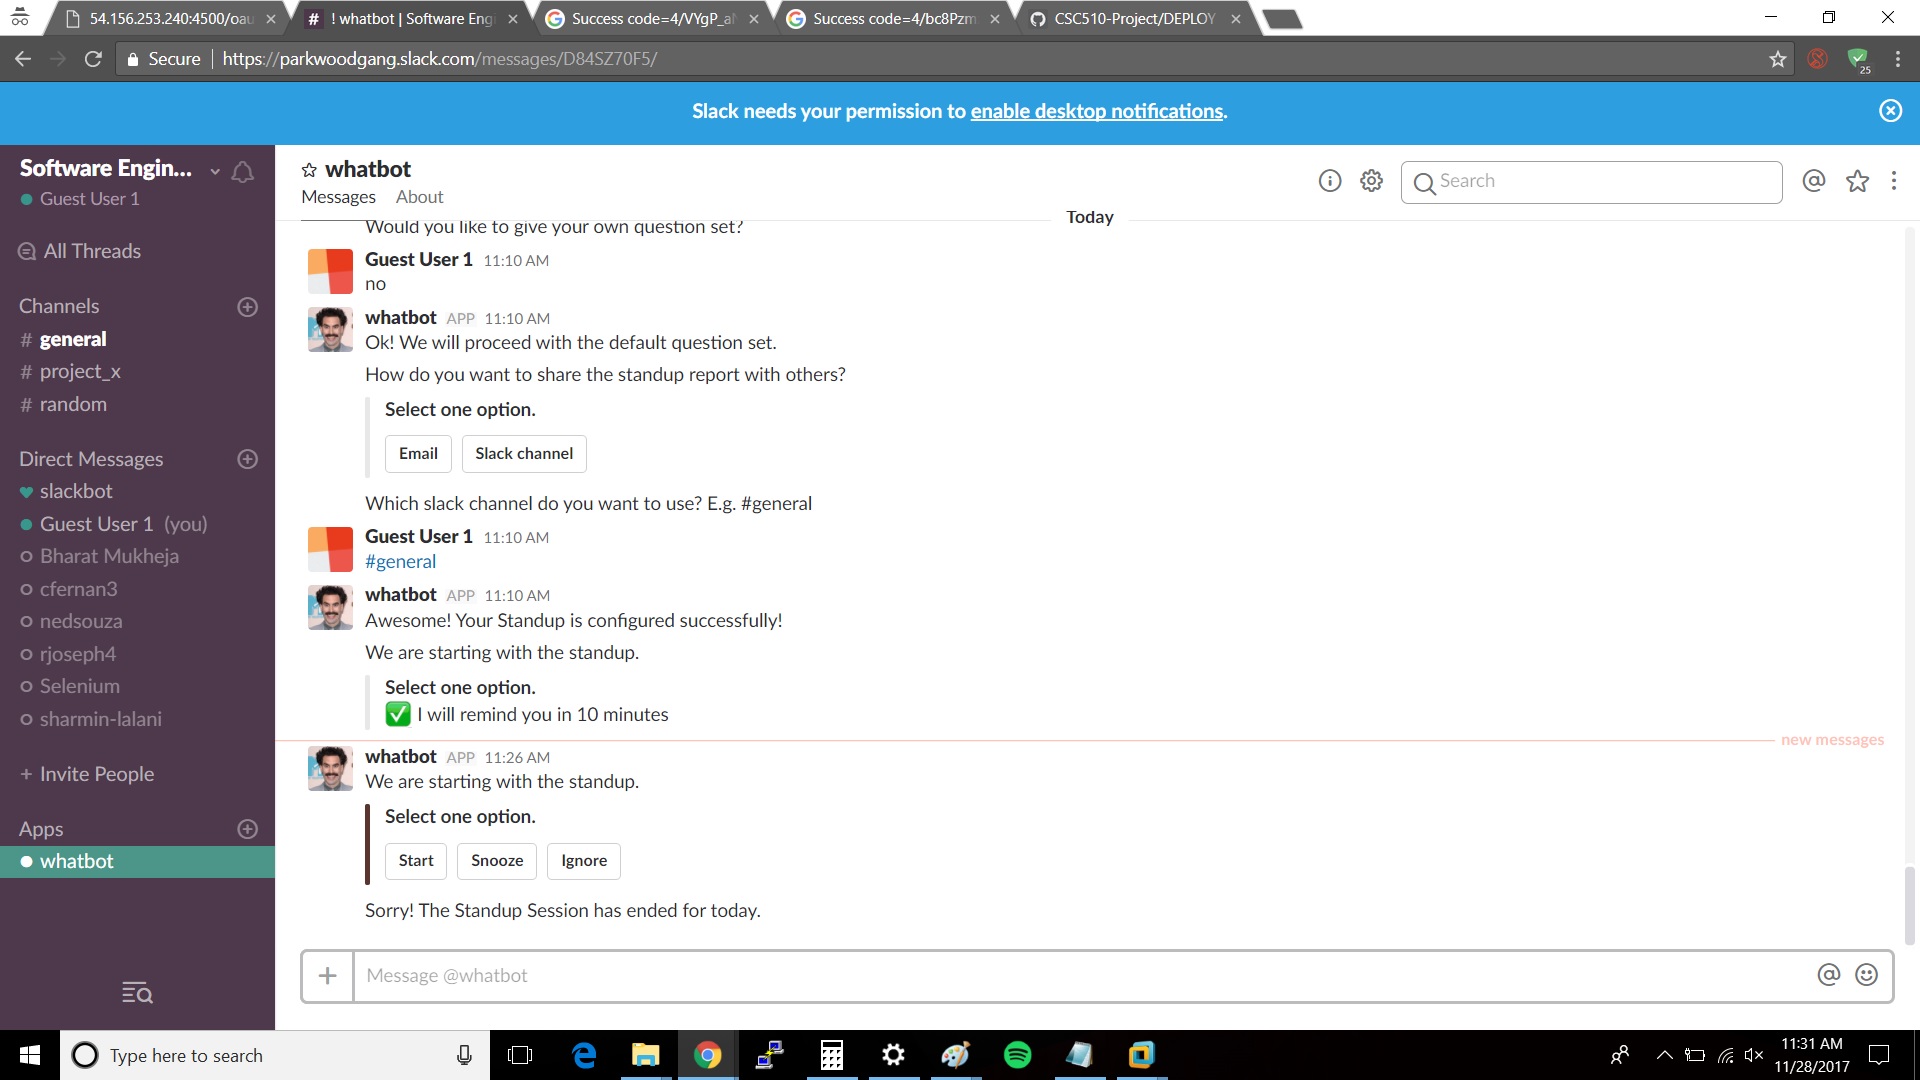 54.156.253.240:4500/oau
! whatbot | Software Engi
Success code=4/VYgP_a
Success code=4/bc8Pzm
CSC510-Project/DEPLOY
Secure
https://parkwoodgang.slack.com/messages/D84SZ70F5/
25
Slack needs your permission to enable desktop notifications.
Software Engin...
Guest User 1
All Threads
Channels
# general
# project_x
# random
Direct Messages
slackbot
Guest User 1 (you)
Bharat Mukheja
cfernan3
nedsouza
rjoseph4
Selenium
sharmin-lalani
+ Invite People
Apps
whatbot
whatbot
Messages About
Search
Today
Would you like to give your own question set?
Guest User 1 11:10 AM
no
whatbot APP 11:10 AM
Ok! We will proceed with the default question set.
How do you want to share the standup report with others?
Select one option.
Email Slack channel
Which slack channel do you want to use? E.g. #general
Guest User 1 11:10 AM
#general
whatbot APP 11:10 AM
Awesome! Your Standup is configured successfully!
We are starting with the standup.
Select one option.
I will remind you in 10 minutes
new messages
whatbot APP 11:26 AM
We are starting with the standup.
Select one option.
Start Snooze Ignore
Sorry! The Standup Session has ended for today.
Message @whatbot
Type here to search
11:31 AM
11/28/2017